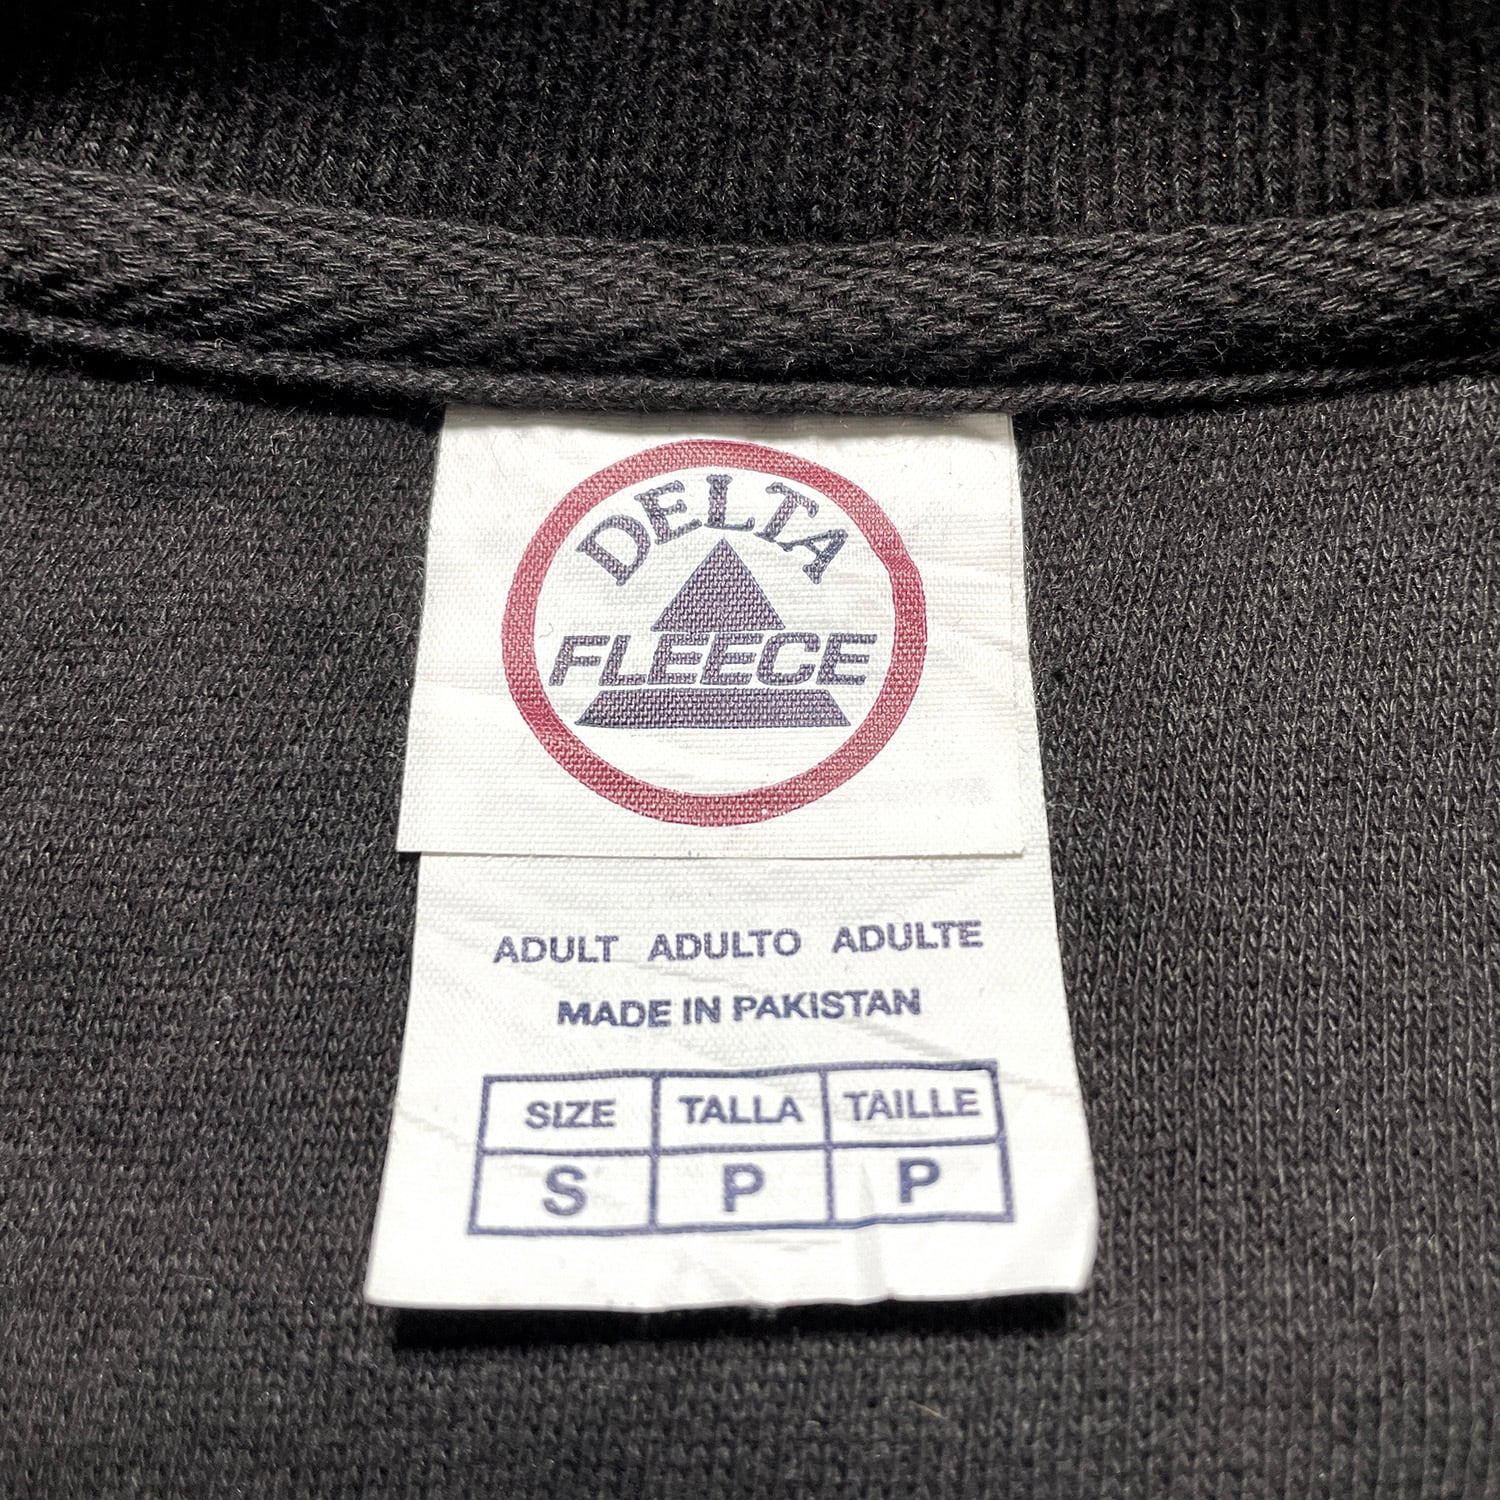 DELTA
FLEECE
ADULT ADULTO ADULTE
MADE IN PAKISTAN
SIZE TALLA TAILLE
S P P